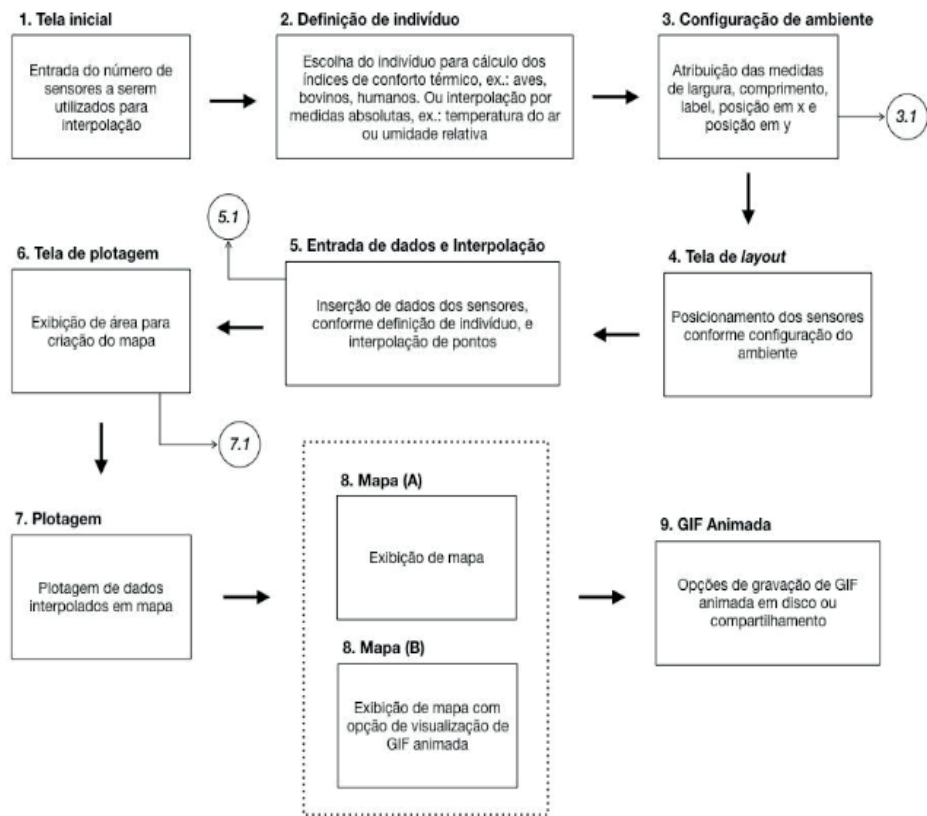 1. Tela inicial
Entrada do número de
sensores a serem
utilizados para
interpolação
2. Definição de indivíduo
Escolha do indivíduo para cálculo dos
índices de conforto térmico, ex.: aves,
bovinos, humanos. Ou interpolação por
medidas absolutas, ex.: temperatura do ar
ou umidade relativa
3. Configuração de ambiente
Atribuição das medidas
de largura, comprimento,
label, posição em x e
posição em y
3.1
4. Tela de layout
Posicionamento dos sensores
conforme configuração do
ambiente
5. Entrada de dados e Interpolação
Inserção de dados dos sensores,
conforme definição de indivíduo, e
interpolação de pontos
5.1
6. Tela de plotagem
Exibição de área para
criação do mapa
7.1
7. Plotagem
Plotagem de dados
interpolados em mapa
8. Mapa (A)
Exibição de mapa
8. Mapa (B)
Exibição de mapa com
opção de visualização de
GIF animada
9. GIF Animada
Opções de gravação de GIF
animada em disco ou
compartilhamento